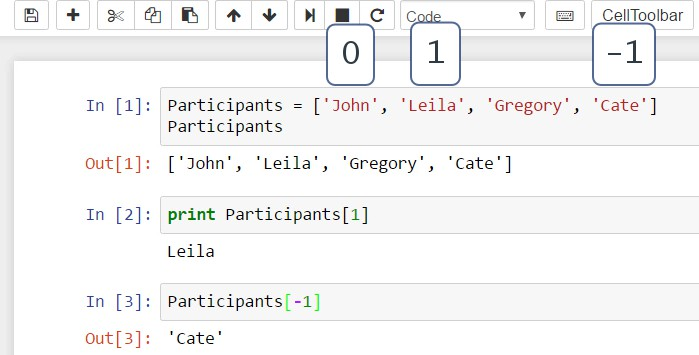 Code CellToolbar
0 1 -1
In [1]: Participants = ['John', 'Leila', 'Gregory', 'Cate']
Participants
Out[1]: ['John', 'Leila', 'Gregory', 'Cate']
In [2]: print Participants[1]
Leila
In [3]: Participants[-1]
Out[3]: 'Cate'